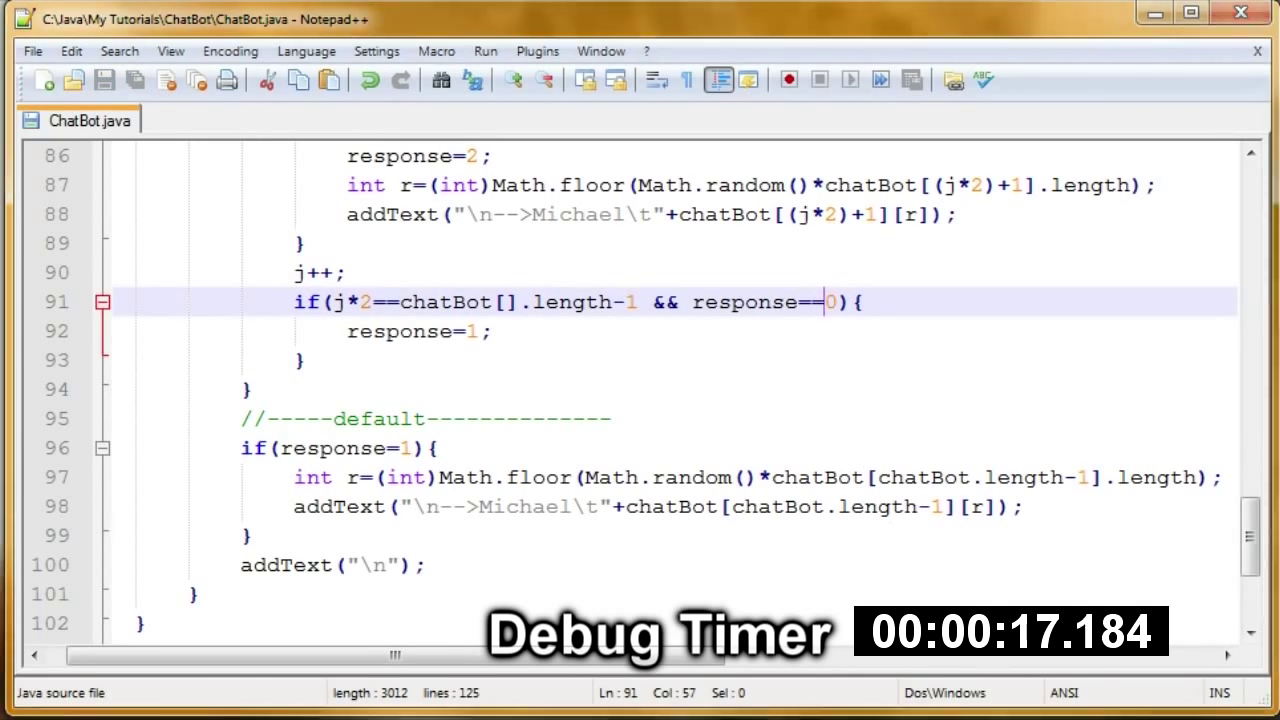 C:\Java\My Tutorials\ChatBot\ChatBot.java - Notepad++
File Edit Search View Encoding Language Settings Macro Run Plugins Window ? X
ChatBot.java
86 response=2;
87 int r=(int)Math.floor(Math.random()*chatBot[(j*2)+1].length);
88 addText("\n-->Michael\t"+chatBot[(j*2)+1][r]);
89 }
90 j++;
91 if(j*2==chatBot[].length-1 && response==0){
92 response=1;
93 }
94 }
95 //-----default--------------
96 if(response=1){
97 int r=(int)Math.floor(Math.random()*chatBot[chatBot.length-1].length);
98 addText("\n-->Michael\t"+chatBot[chatBot.length-1][r]);
99 }
100 addText("\n");
101 }
102 }
Debug Timer 00:00:17.184
Java source file length : 3012 lines : 125 Ln : 91 Col : 57 Sel : 0 Dos\Windows ANSI INS